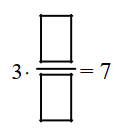 3 · □/□ = 7